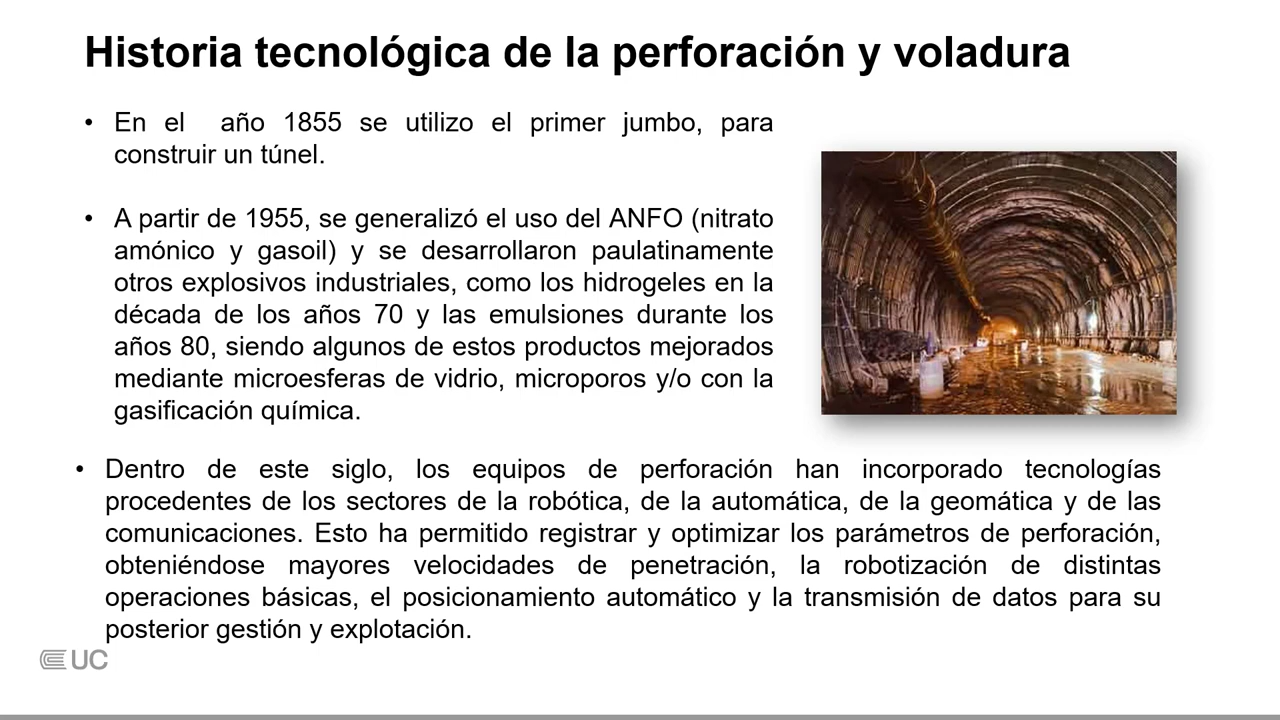 Historia tecnológica de la perforación y voladura
• En el año 1855 se utilizo el primer jumbo, para
construir un túnel.
• A partir de 1955, se generalizó el uso del ANFO (nitrato
amónico y gasoil) y se desarrollaron paulatinamente
otros explosivos industriales, como los hidrogeles en la
década de los años 70 y las emulsiones durante los
años 80, siendo algunos de estos productos mejorados
mediante microesferas de vidrio, microporos y/o con la
gasificación química.
• Dentro de este siglo, los equipos de perforación han incorporado tecnologías
procedentes de los sectores de la robótica, de la automática, de la geomática y de las
comunicaciones. Esto ha permitido registrar y optimizar los parámetros de perforación,
obteniéndose mayores velocidades de penetración, la robotización de distintas
operaciones básicas, el posicionamiento automático y la transmisión de datos para su
posterior gestión y explotación.
UC